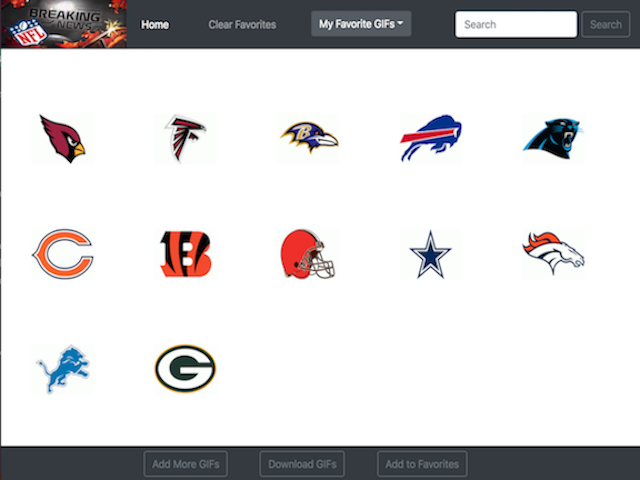 BREAKING
NEWS
NFL
Home
Clear Favorites
My Favorite GIFs
Search
Search
B
C
B
G
Add More GIFs
Download GIFs
Add to Favorites